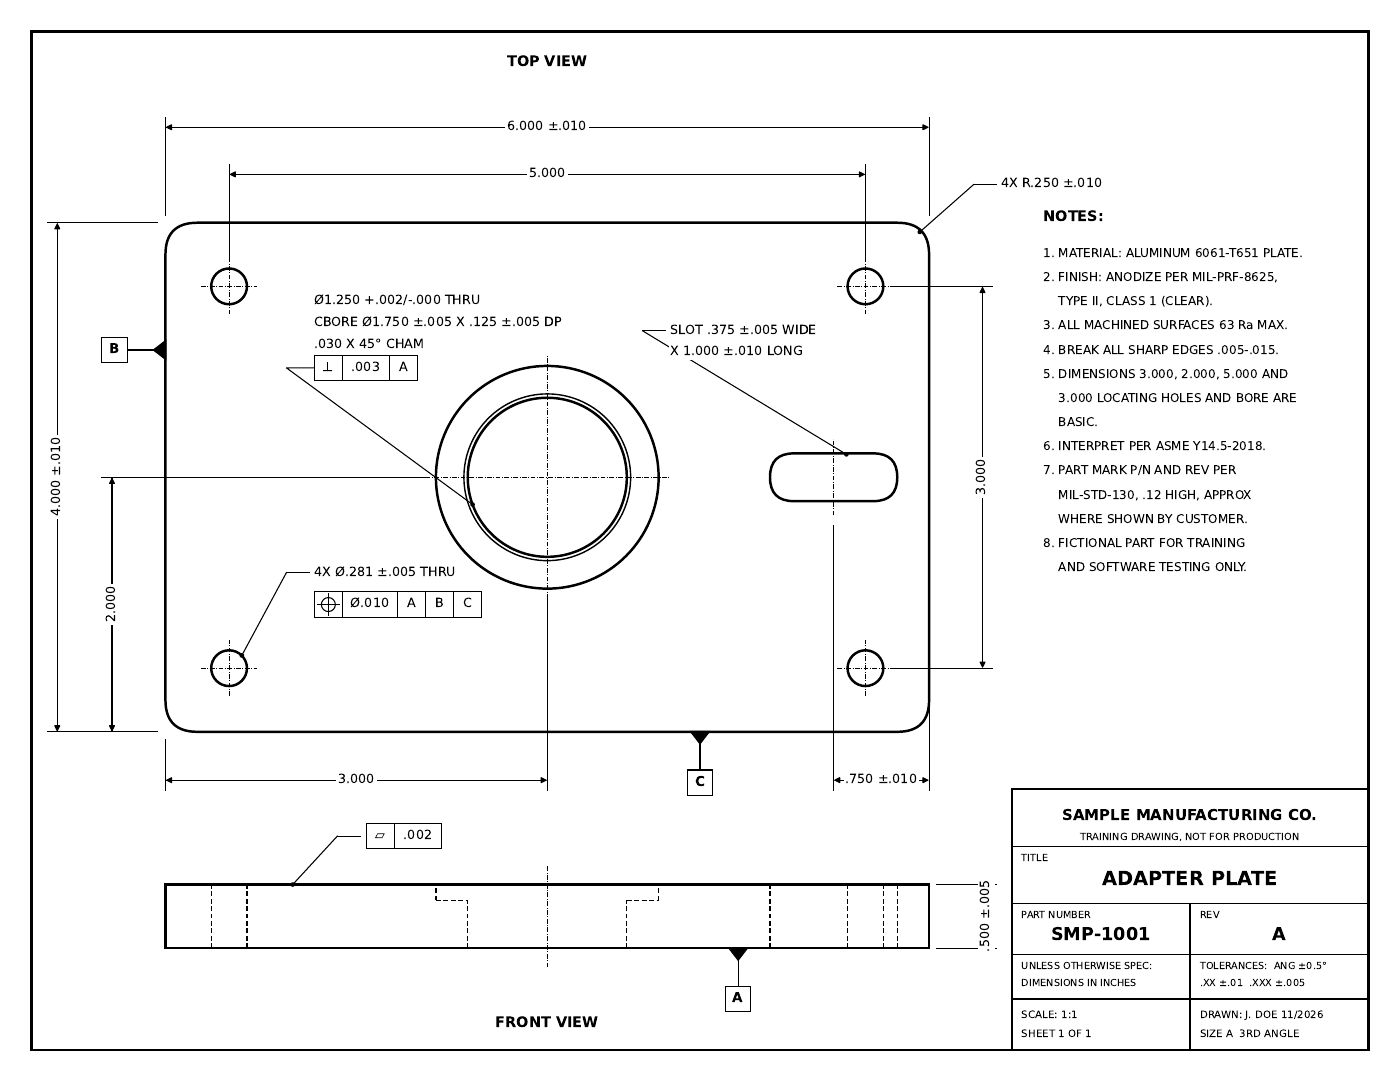 TOP VIEW
6.000 ±.010
5.000
4X R.250 ±.010
NOTES:
1. MATERIAL: ALUMINUM 6061-T651 PLATE.
2. FINISH: ANODIZE PER MIL-PRF-8625,
TYPE II, CLASS 1 (CLEAR).
3. ALL MACHINED SURFACES 63 Ra MAX.
4. BREAK ALL SHARP EDGES .005-.015.
5. DIMENSIONS 3.000, 2.000, 5.000 AND
3.000 LOCATING HOLES AND BORE ARE
BASIC.
6. INTERPRET PER ASME Y14.5-2018.
7. PART MARK P/N AND REV PER
MIL-STD-130, .12 HIGH, APPROX
WHERE SHOWN BY CUSTOMER.
8. FICTIONAL PART FOR TRAINING
AND SOFTWARE TESTING ONLY.
Ø1.250 +.002/-.000 THRU
CBORE Ø1.750 ±.005 X .125 ±.005 DP
.030 X 45° CHAM
⊥ .003 A
SLOT .375 ±.005 WIDE
X 1.000 ±.010 LONG
B
4.000 ±.010
3.000
2.000
4X Ø.281 ±.005 THRU
⌖ Ø.010 A B C
3.000
C
.750 ±.010
▱ .002
.500 ±.005
A
FRONT VIEW
SAMPLE MANUFACTURING CO.
TRAINING DRAWING, NOT FOR PRODUCTION
TITLE
ADAPTER PLATE
PART NUMBER
SMP-1001
REV
A
UNLESS OTHERWISE SPEC:
DIMENSIONS IN INCHES
TOLERANCES: ANG ±0.5°
.XX ±.01 .XXX ±.005
SCALE: 1:1
SHEET 1 OF 1
DRAWN: J. DOE 11/2026
SIZE A 3RD ANGLE